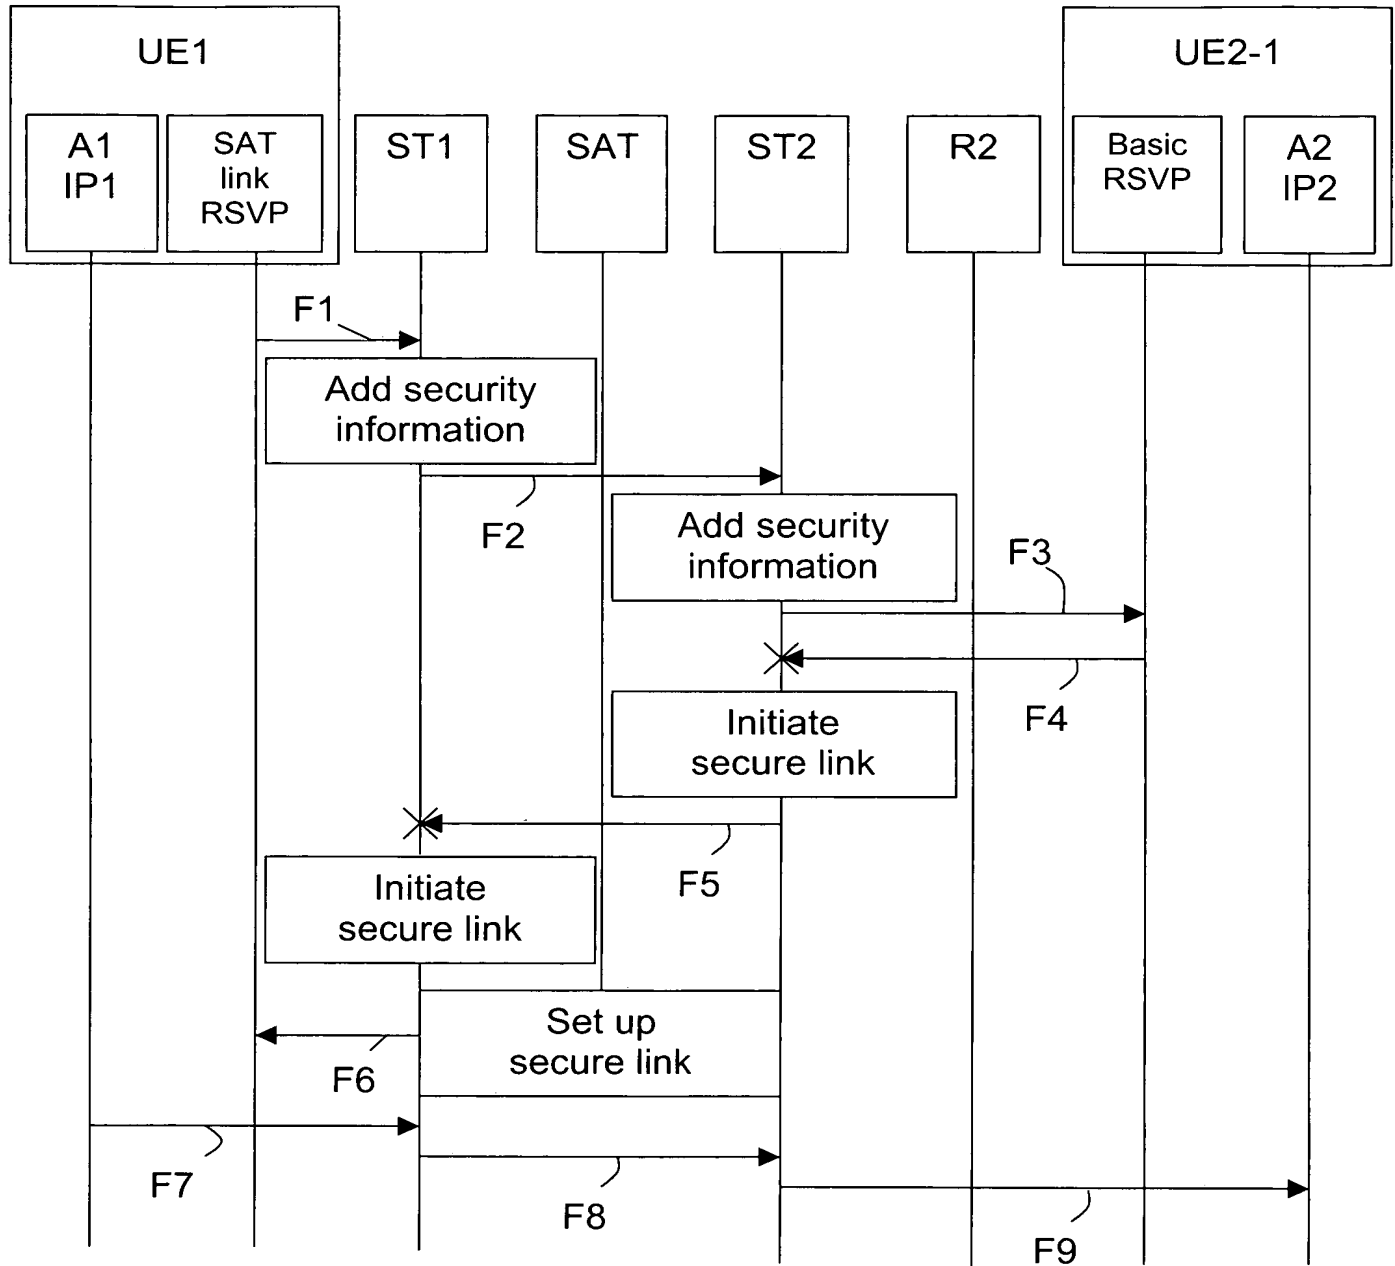 UE1
UE2-1
A1
IP1
SAT
link
RSVP
ST1
SAT
ST2
R2
Basic
RSVP
A2
IP2
F1
Add security
information
F2
Add security
information
F3
F4
Initiate
secure link
F5
Initiate
secure link
Set up
secure link
F6
F7
F8
F9